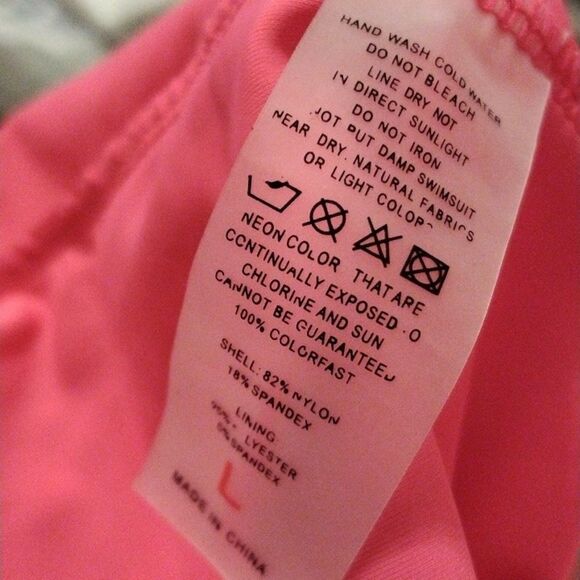 HAND WASH COLD WATER
DO NOT BLEACH
LINE DRY NOT
IN DIRECT SUNLIGHT
DO NOT IRON
NOT PUT DAMP SWIMSUIT
NEAR DRY. NATURAL FABRICS
OR LIGHT COLOR
NEON COLOR THAT ARE
CONTINUALLY EXPOSED
CHLORINE AND SUN
CANNOT BE GUARANTEED
100% COLORFAST
SHELL: 82% NYLON
18% SPANDEX
LINING
LYESTER
SPANDEX
L
MADE IN CHINA